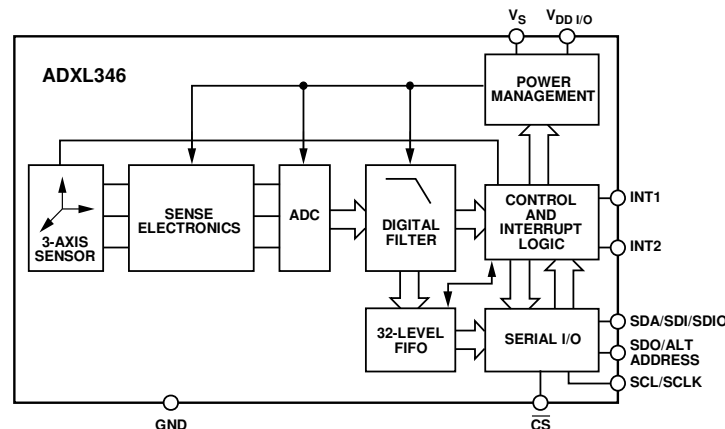 VS
VDD I/O
ADXL346
POWER
MANAGEMENT
3-AXIS
SENSOR
SENSE
ELECTRONICS
ADC
DIGITAL
FILTER
CONTROL
AND
INTERRUPT
LOGIC
INT1
INT2
32-LEVEL
FIFO
SERIAL I/O
SDA/SDI/SDIO
SDO/ALT
ADDRESS
SCL/SCLK
GND
CS